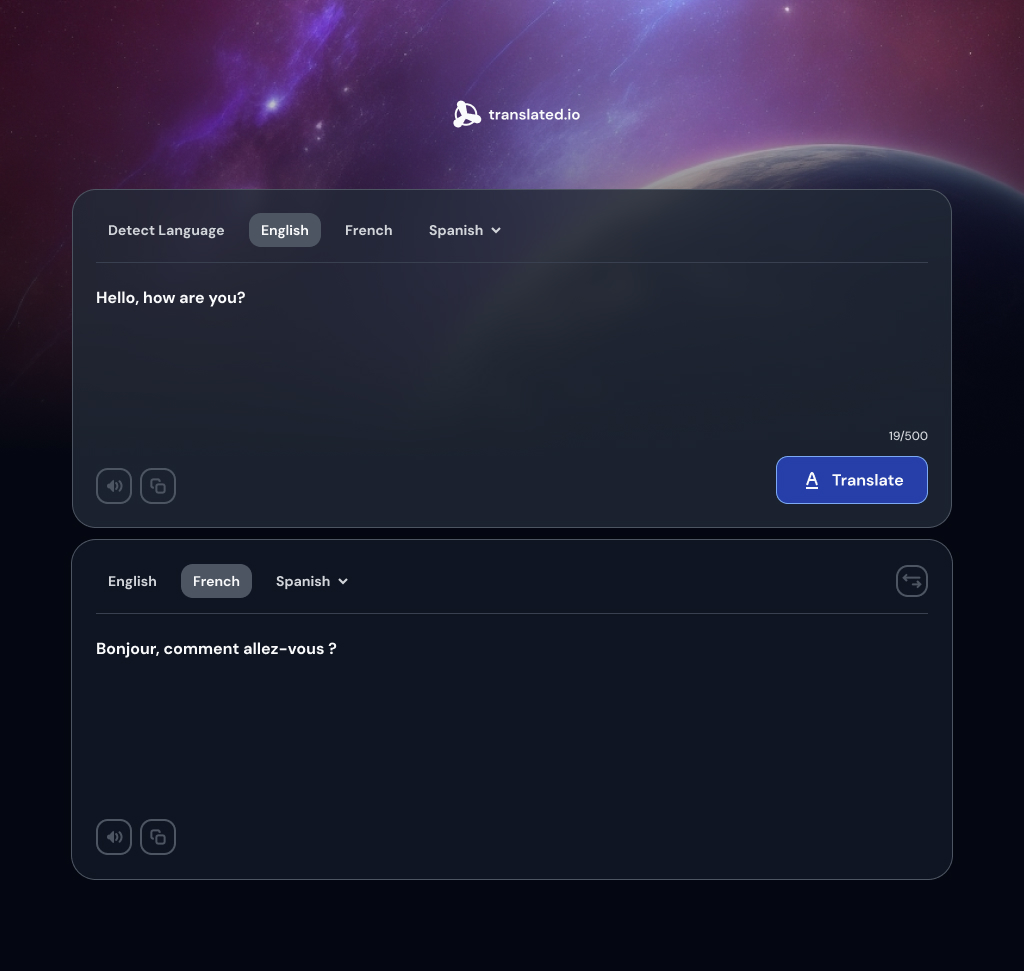 translated.io
Detect Language English French Spanish
Hello, how are you?
19/500
A Translate
English French Spanish
Bonjour, comment allez-vous ?